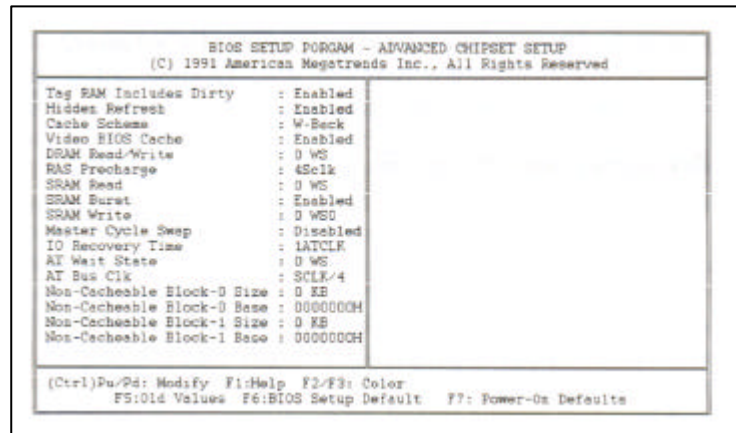 BIOS SETUP PORGAM - ADVANCED CHIPSET SETUP
(C) 1991 American Megatrends Inc., All Rights Reserved
Tag RAM Includes Dirty : Enabled
Hidden Refresh : Enabled
Cache Scheme : W-Back
Video BIOS Cache : Enabled
DRAM Read/Write : 0 WS
RAS Precharge : 4Sclk
SRAM Read : 0 WS
SRAM Burst : Enabled
SRAM Write : 0 WS0
Master Cycle Swap : Disabled
IO Recovery Time : 1ATCLK
AT Wait State : 0 WS
AT Bus Clk : SCLK/4
Non-Cacheable Block-0 Size : 0 KB
Non-Cacheable Block-0 Base : 0000000H
Non-Cacheable Block-1 Size : 0 KB
Non-Cacheable Block-1 Base : 0000000H
(Ctrl)Pu/Pd: Modify F1:Help F2/F3: Color
F5:Old Values F6:BIOS Setup Default F7: Power-On Defaults